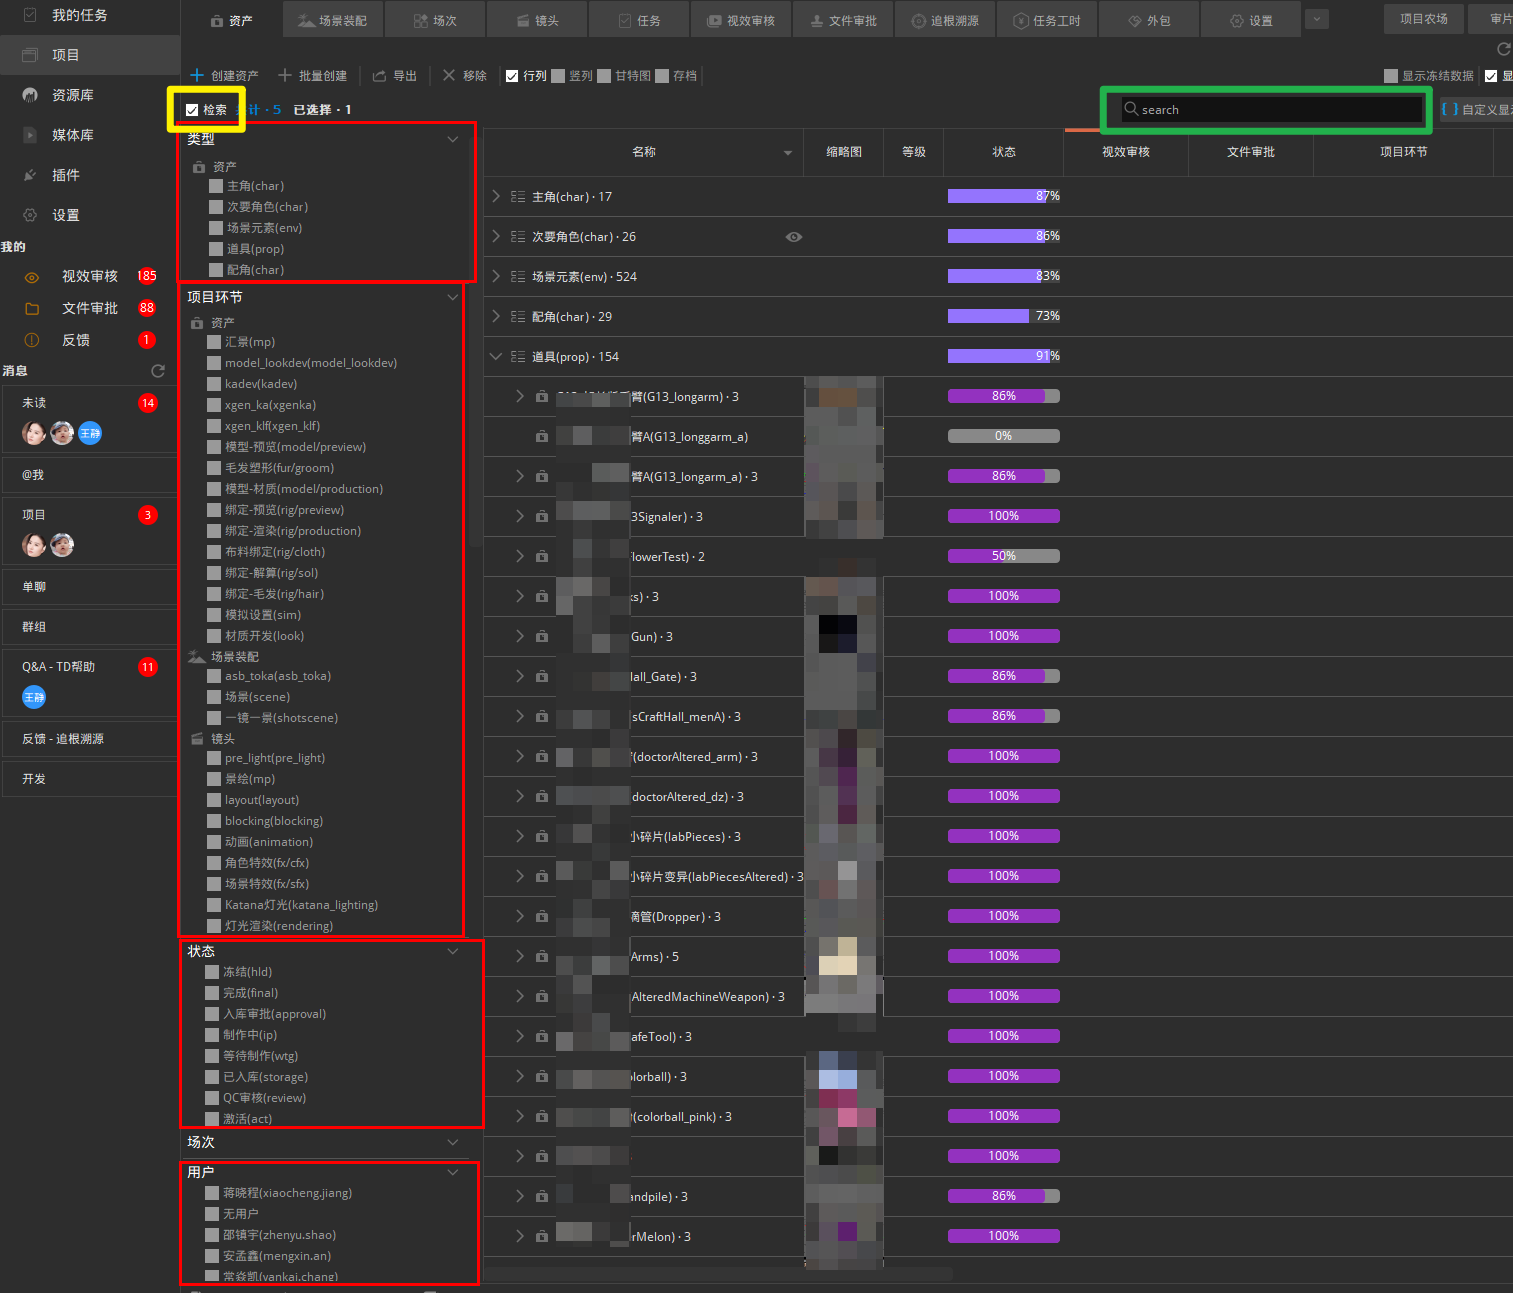 我的任务
项目
资源库
媒体库
插件
设置
我的
视效审核 185
文件审批 88
反馈 1
消息
未读 14
王静
@我
项目 3
单聊
群组
Q&A - TD帮助 11
王静
反馈 - 追根溯源
开发
资产 场景装配 场次 镜头 任务 视效审核 文件审批 追根溯源 任务工时 外包 设置 项目农场 审片
创建资产 批量创建 导出 移除 行列 竖列 甘特图 存档 显示冻结数据 显
检索 计 · 5 已选择 · 1 search 自定义显示
类型
资产
主角(char)
次要角色(char)
场景元素(env)
道具(prop)
配角(char)
项目环节
资产
汇景(mp)
model_lookdev(model_lookdev)
kadev(kadev)
xgen_ka(xgenka)
xgen_klf(xgen_klf)
模型-预览(model/preview)
毛发塑形(fur/groom)
模型-材质(model/production)
绑定-预览(rig/preview)
绑定-渲染(rig/production)
布料绑定(rig/cloth)
绑定-解算(rig/sol)
绑定-毛发(rig/hair)
模拟设置(sim)
材质开发(look)
场景装配
asb_toka(asb_toka)
场景(scene)
一镜一景(shotscene)
镜头
pre_light(pre_light)
景绘(mp)
layout(layout)
blocking(blocking)
动画(animation)
角色特效(fx/cfx)
场景特效(fx/sfx)
Katana灯光(katana_lighting)
灯光渲染(rendering)
状态
冻结(hld)
完成(final)
入库审批(approval)
制作中(ip)
等待制作(wtg)
已入库(storage)
QC审核(review)
激活(act)
场次
用户
蒋晓程(xiaocheng.jiang)
无用户
邵镇宇(zhenyu.shao)
安孟鑫(mengxin.an)
常焱凯(yankai.chang)
名称 缩略图 等级 状态 视效审核 文件审批 项目环节
主角(char) · 17 87%
次要角色(char) · 26 86%
场景元素(env) · 524 83%
配角(char) · 29 73%
道具(prop) · 154 91%
臂(G13_longarm) · 3 86%
臂A(G13_longgarm_a) 0%
臂A(G13_longarm_a) · 3 86%
3Signaler) · 3 100%
FlowerTest) · 2 50%
ks) · 3 100%
Gun) · 3 100%
all_Gate) · 3 86%
sCraftHall_menA) · 3 86%
(doctorAltered_arm) · 3 100%
doctorAltered_dz) · 3 100%
小碎片(labPieces) · 3 100%
小碎片变异(labPiecesAltered) · 3 100%
滴管(Dropper) · 3 100%
Arms) · 5 100%
AlteredMachineWeapon) · 3 100%
afeTool) · 3 100%
olorball) · 3 100%
(colorball_pink) · 3 100%
100%
andpile) · 3 86%
rMelon) · 3 100%